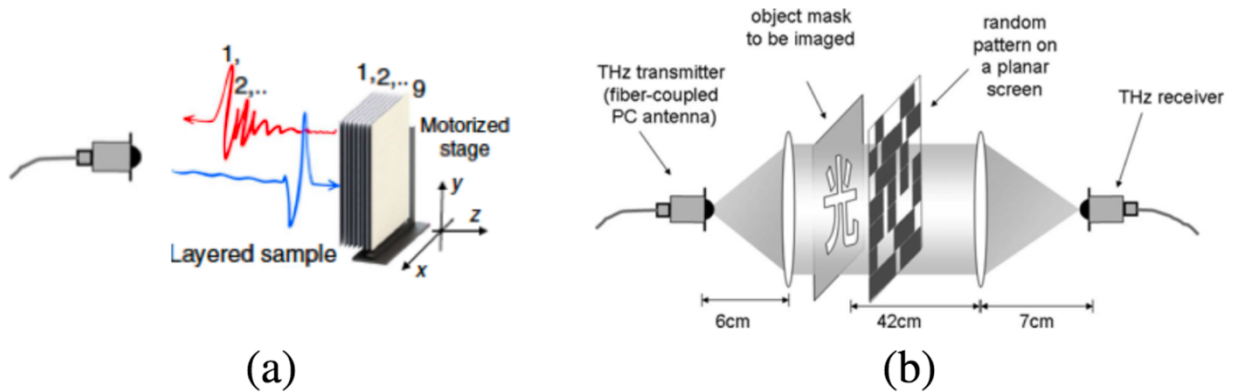 1,
2,..
1,2,.. 9
Motorized
stage
y
z
x
Layered sample
(a)
object mask
to be imaged
random
pattern on
a planar
screen
THz transmitter
(fiber-coupled
PC antenna)
THz receiver
光
6cm
42cm
7cm
(b)